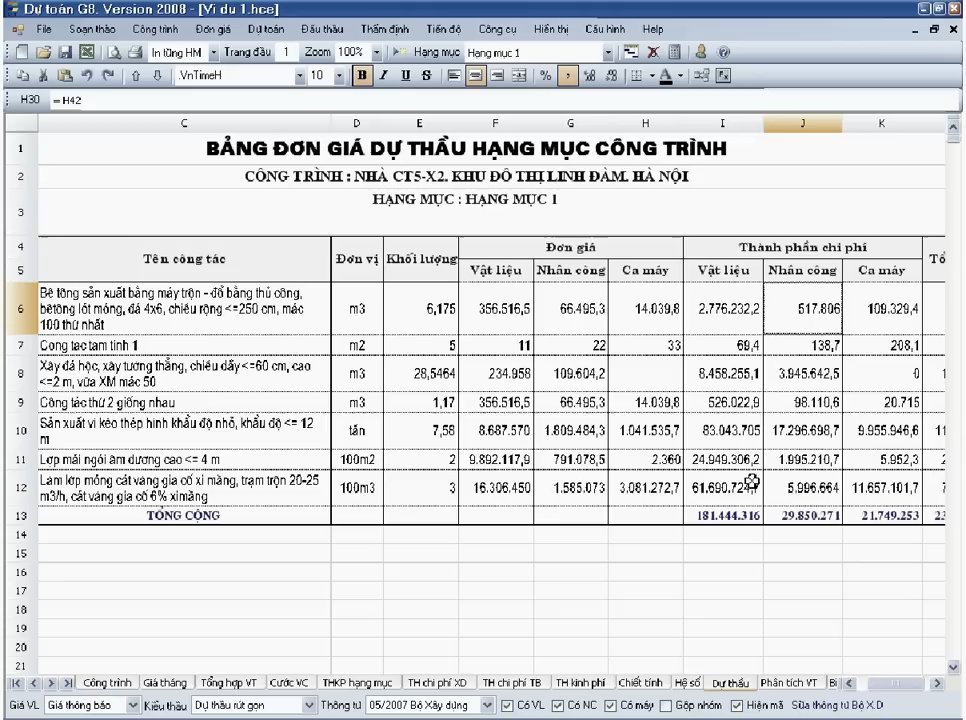 Dự toán G8. Version 2008 - [Vi du 1.hce]
File Soạn thảo Công trình Đơn giá Dự toán Đấu thầu Thẩm định Tiến độ Công cụ Hiển thị Cấu hình Help
In từng HM Trang đầu 1 Zoom 100% Hạng mục Hạng mục 1
.VnTimeH 10 B I U S % ,
H30 =H42
C D E F G H I J K
1 BẢNG ĐƠN GIÁ DỰ THẦU HẠNG MỤC CÔNG TRÌNH
2 CÔNG TRÌNH : NHÀ CT5-X2. KHU ĐÔ THỊ LINH ĐÀM. HÀ NỘI
3 HẠNG MỤC : HẠNG MỤC 1
4 Tên công tác Đơn vị Khối lượng Đơn giá Thành phần chi phí
5 Vật liệu Nhân công Ca máy Vật liệu Nhân công Ca máy
Bê tông sản xuất bằng máy trộn - đổ bằng thủ công,
6 bêtông lót móng, đá 4x6, chiều rộng <=250 cm, mác m3 6,175 356.516,5 66.495,3 14.039,8 2.776.232,2 517.806 109.329,4
100 thứ nhất
7 Cong tac tam tinh 1 m2 5 11 22 33 69,4 138,7 208,1
Xây đá hộc, xây tường thẳng, chiều dầy <=60 cm, cao
8 <=2 m, vữa XM mác 50 m3 28,5464 234.958 109.604,2 8.458.255,1 3.945.642,5 0
9 Công tác thứ 2 giống nhau m3 1,17 356.516,5 66.495,3 14.039,8 526.022,9 98.110,6 20.715
10 Sản xuất vì kèo thép hình khẩu độ nhỏ, khẩu độ <= 12 tấn 7,58 8.687.570 1.809.484,3 1.041.535,7 83.043.705 17.296.698,7 9.955.946,6
m
11 Lợp mái ngói âm dương cao <= 4 m 100m2 2 9.892.117,9 791.078,5 2.360 24.949.306,2 1.995.210,7 5.952,3
Làm lớp móng cát vàng gia cố xi măng, trạm trộn 20-25
12 m3/h, cát vàng gia cố 6% ximăng 100m3 3 16.306.450 1.585.073 3.081.272,7 5.996.664 11.657.101,7
13 TỔNG CỘNG 181.444.316 29.850.271 21.749.253
14
15
16
17
18
19
20
21
Công trình Giá tháng Tổng hợp VT Cước VC THKP hạng mục TH chi phí XD TH chi phí TB TH kinh phí Chiết tính Hệ số Dự thầu Phân tích VT
Giá VL Giá thông báo Kiểu thầu Dự thầu rút gọn Thông tư 05/2007 Bộ Xây dựng Có VL Có NC Có máy Gộp nhóm Hiện mã Sửa thông tư Bộ X.D